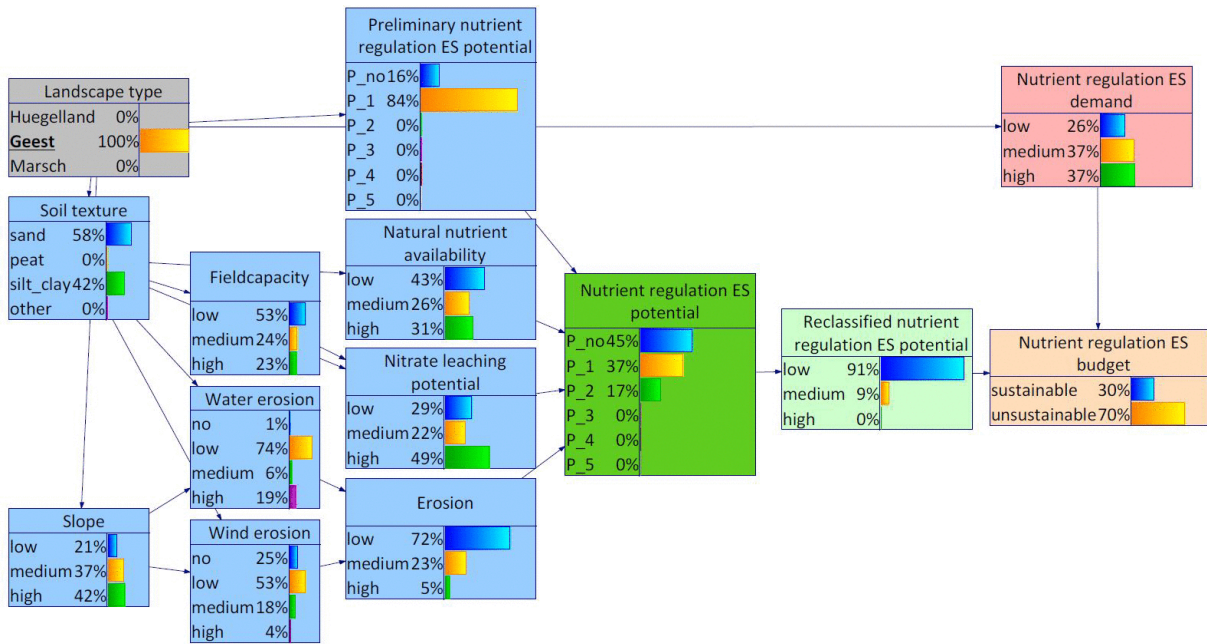 Preliminary nutrient
regulation ES potential
P_no 16%
P_1 84%
P_2 0%
P_3 0%
P_4 0%
P_5 0%
Landscape type
Huegelland 0%
Geest 100%
Marsch 0%
Nutrient regulation ES
demand
low 26%
medium 37%
high 37%
Soil texture
sand 58%
peat 0%
silt_clay 42%
other 0%
Fieldcapacity
low 53%
medium 24%
high 23%
Natural nutrient
availability
low 43%
medium 26%
high 31%
Nutrient regulation ES
potential
P_no 45%
P_1 37%
P_2 17%
P_3 0%
P_4 0%
P_5 0%
Reclassified nutrient
regulation ES potential
low 91%
medium 9%
high 0%
Nutrient regulation ES
budget
sustainable 30%
unsustainable 70%
Nitrate leaching
potential
low 29%
medium 22%
high 49%
Water erosion
no 1%
low 74%
medium 6%
high 19%
Slope
low 21%
medium 37%
high 42%
Wind erosion
no 25%
low 53%
medium 18%
high 4%
Erosion
low 72%
medium 23%
high 5%